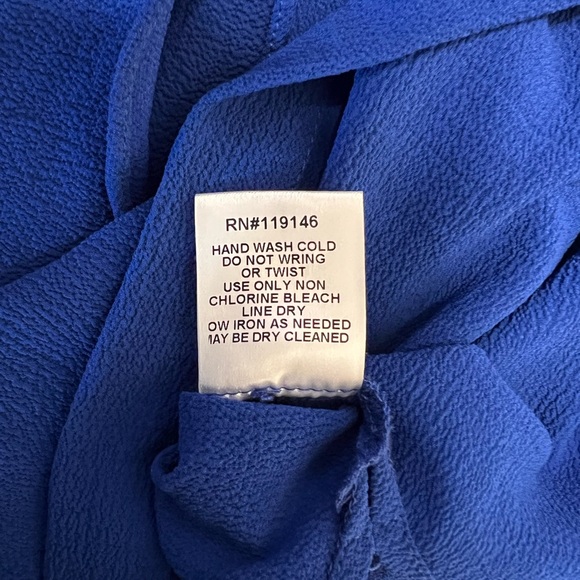 RN#119146
HAND WASH COLD
DO NOT WRING
OR TWIST
USE ONLY NON
CHLORINE BLEACH
LINE DRY
OW IRON AS NEEDED
MAY BE DRY CLEANED